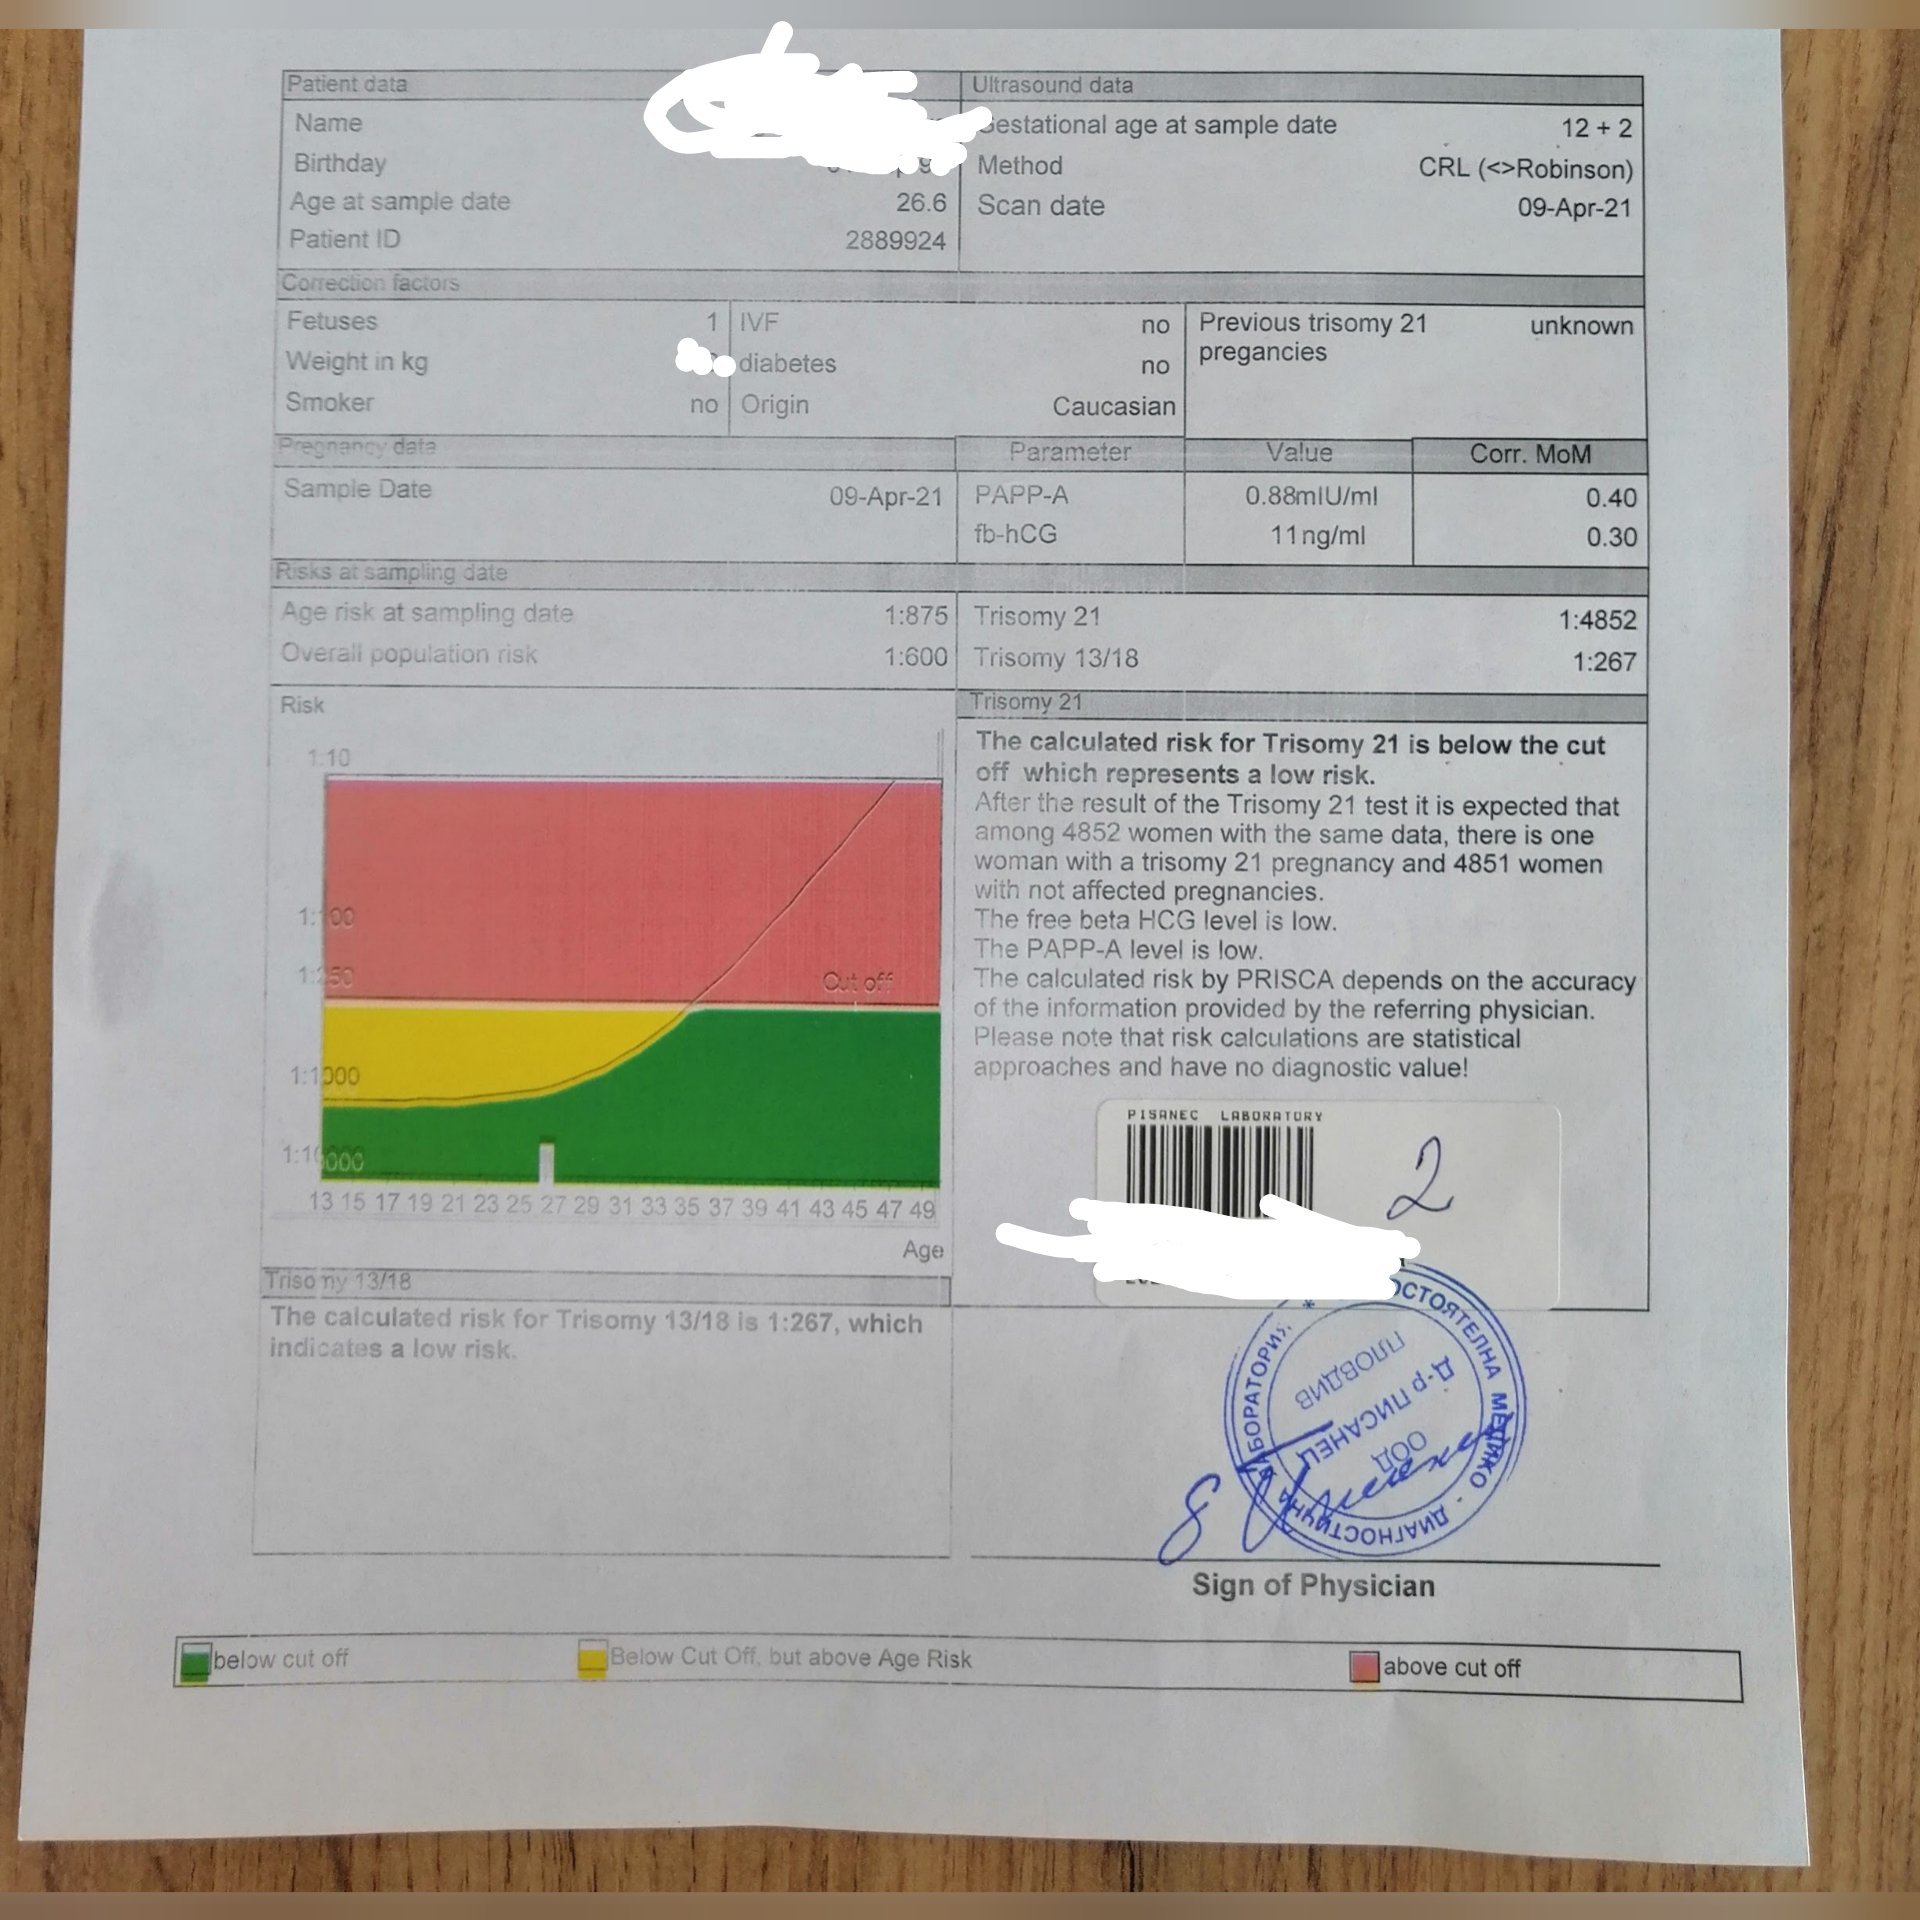 Patient data
Name
Birthday
Age at sample date 26.6
Patient ID 2889924
Ultrasound data
Gestational age at sample date 12 + 2
Method CRL (<>Robinson)
Scan date 09-Apr-21
Correction factors
Fetuses 1
Weight in kg
Smoker no
IVF no
diabetes no
Origin Caucasian
Previous trisomy 21 unknown
pregancies
Pregnancy data
Sample Date 09-Apr-21
Parameter Value Corr. MoM
PAPP-A 0.88mIU/ml 0.40
fb-hCG 11ng/ml 0.30
Risks at sampling date
Age risk at sampling date 1:875
Overall population risk 1:600
Trisomy 21 1:4852
Trisomy 13/18 1:267
Risk
1:10
1:100
1:250
Cut off
1:1000
1:10000
13 15 17 19 21 23 25 27 29 31 33 35 37 39 41 43 45 47 49
Age
Trisomy 21
The calculated risk for Trisomy 21 is below the cut
off which represents a low risk.
After the result of the Trisomy 21 test it is expected that
among 4852 women with the same data, there is one
woman with a trisomy 21 pregnancy and 4851 women
with not affected pregnancies.
The free beta HCG level is low.
The PAPP-A level is low.
The calculated risk by PRISCA depends on the accuracy
of the information provided by the referring physician.
Please note that risk calculations are statistical
approaches and have no diagnostic value!
PISANEC LABORATORY
2
Trisomy 13/18
The calculated risk for Trisomy 13/18 is 1:267, which
indicates a low risk.
МЕДИКО - ДИАГНОСТИЧНА ЛАБОРАТОРИЯ
Д-р ПИСАНЕЦ
ООД
ПЛОВДИВ
Sign of Physician
below cut off
Below Cut Off, but above Age Risk
above cut off